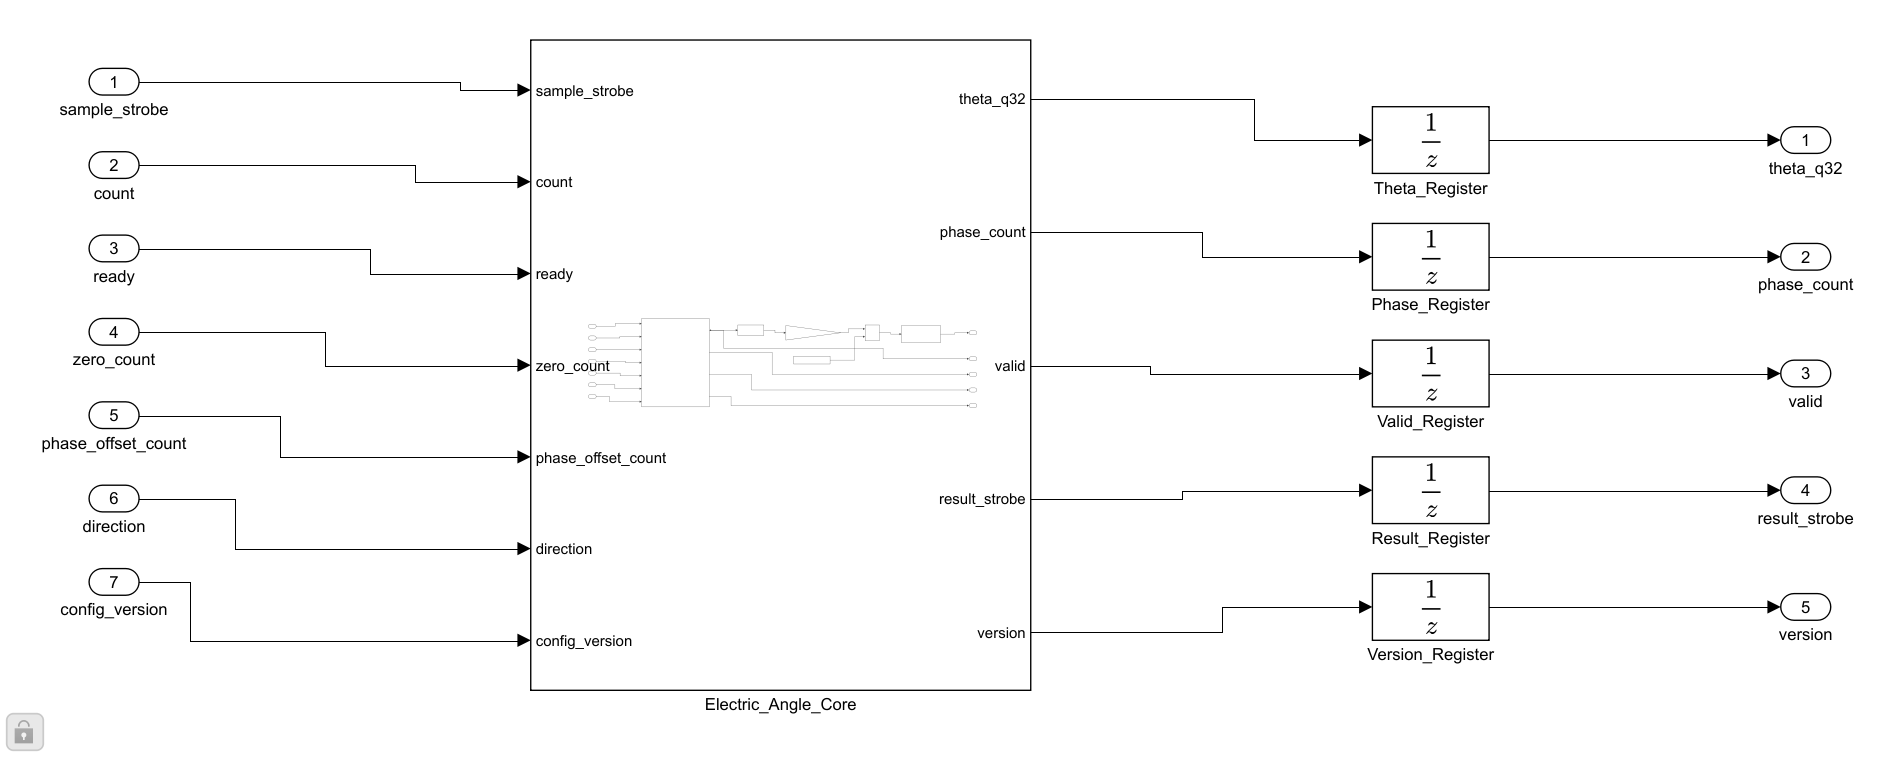 1
sample_strobe
2
count
3
ready
4
zero_count
5
phase_offset_count
6
direction
7
config_version
sample_strobe
count
ready
zero_count
phase_offset_count
direction
config_version
theta_q32
phase_count
valid
result_strobe
version
Electric_Angle_Core
1
z
Theta_Register
1
z
Phase_Register
1
z
Valid_Register
1
z
Result_Register
1
z
Version_Register
1
theta_q32
2
phase_count
3
valid
4
result_strobe
5
version